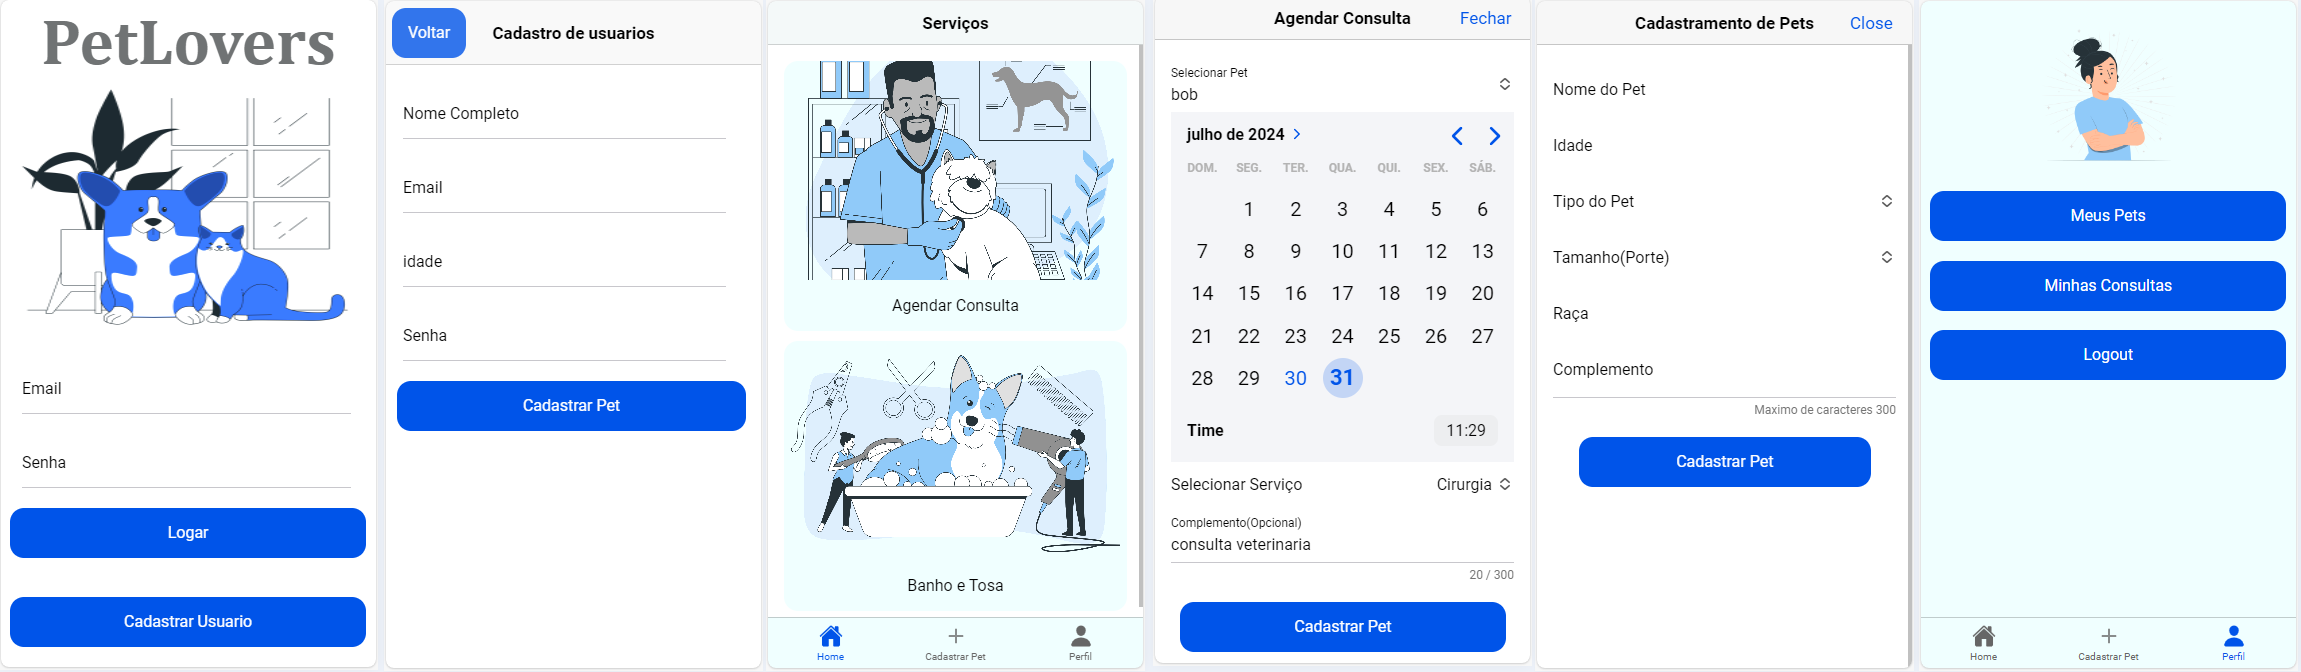 PetLovers
Email
Senha
Logar
Cadastrar Usuario
Voltar
Cadastro de usuarios
Nome Completo
Email
idade
Senha
Cadastrar Pet
Serviços
Agendar Consulta
Banho e Tosa
Home Cadastrar Pet Perfil
Agendar Consulta Fechar
Selecionar Pet
bob
julho de 2024
DOM. SEG. TER. QUA. QUI. SEX. SÁB.
1 2 3 4 5 6
7 8 9 10 11 12 13
14 15 16 17 18 19 20
21 22 23 24 25 26 27
28 29 30 31
Time 11:29
Selecionar Serviço Cirurgia
Complemento(Opcional)
consulta veterinaria
20 / 300
Cadastrar Pet
Cadastramento de Pets Close
Nome do Pet
Idade
Tipo do Pet
Tamanho(Porte)
Raça
Complemento
Maximo de caracteres 300
Cadastrar Pet
Meus Pets
Minhas Consultas
Logout
Home Cadastrar Pet Perfil